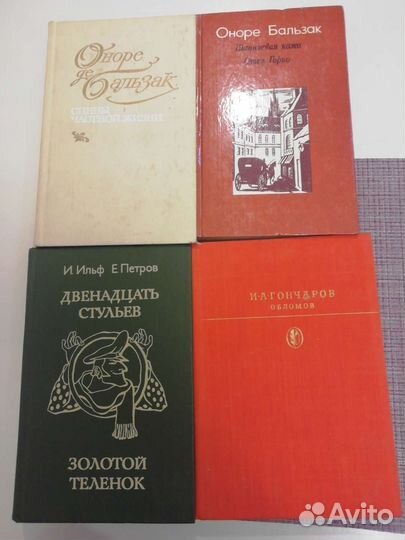 Оноре
де
Бальзак
СЦЕНЫ
ЧАСТНОЙ ЖИЗНИ
Оноре Бальзак
Шагреневая кожа
Отец Горио
И. Ильф Е. Петров
ДВЕНАДЦАТЬ
СТУЛЬЕВ
ЗОЛОТОЙ
ТЕЛЕНОК
И.А.ГОНЧАРОВ
ОБЛОМОВ
Avito